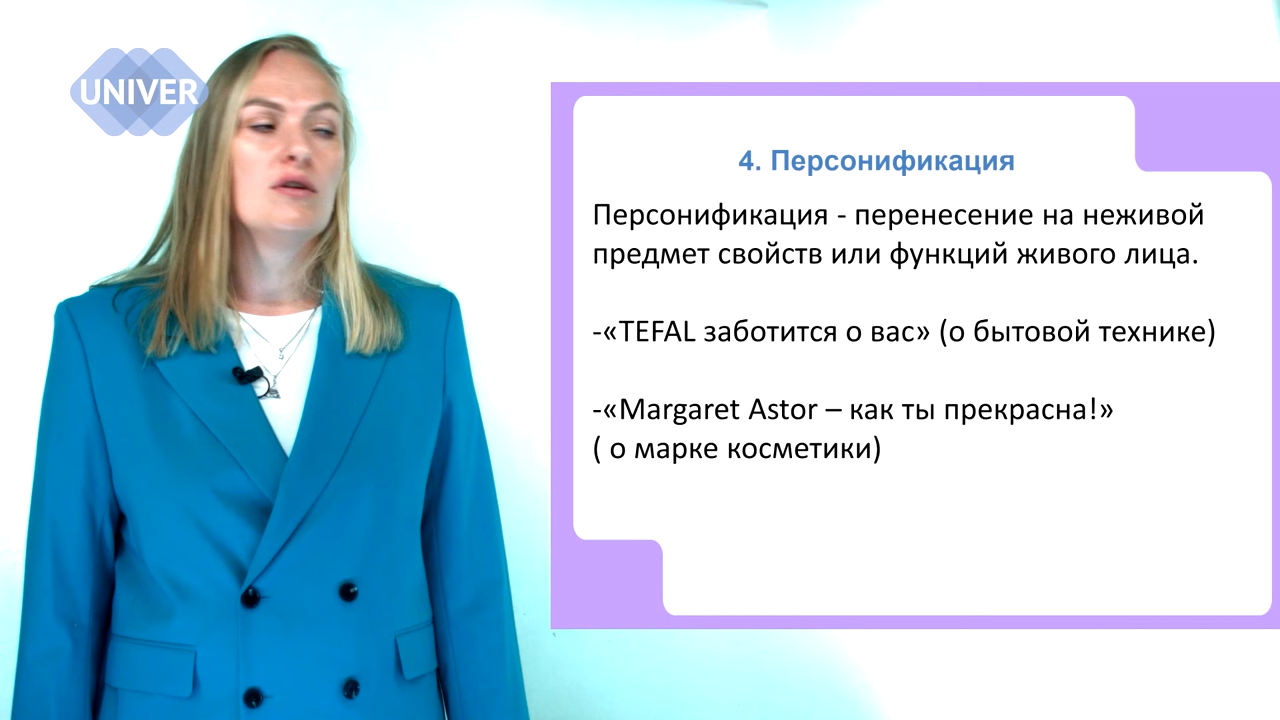 UNIVER
4. Персонификация
Персонификация - перенесение на неживой
предмет свойств или функций живого лица.
-«TEFAL заботится о вас» (о бытовой технике)
-«Margaret Astor – как ты прекрасна!»
( о марке косметики)